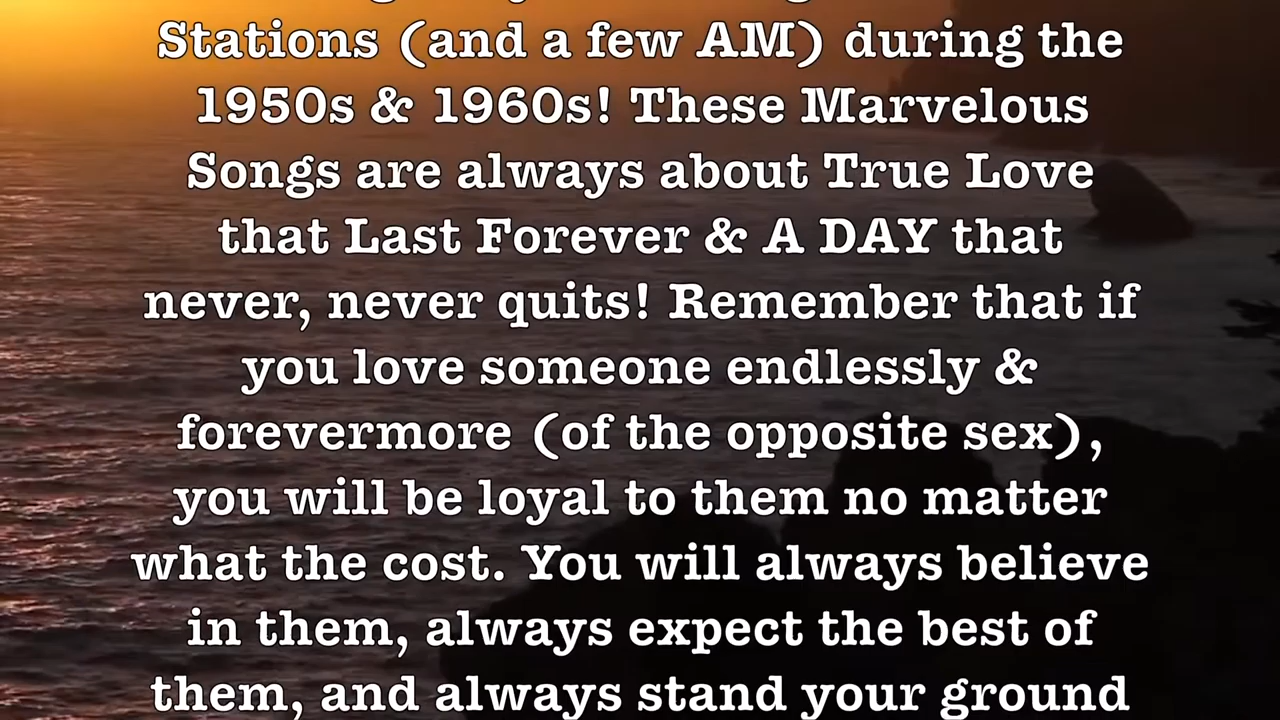 Stations (and a few AM) during the
1950s & 1960s! These Marvelous
Songs are always about True Love
that Last Forever & A DAY that
never, never quits! Remember that if
you love someone endlessly &
forevermore (of the opposite sex),
you will be loyal to them no matter
what the cost. You will always believe
in them, always expect the best of
them, and always stand your ground